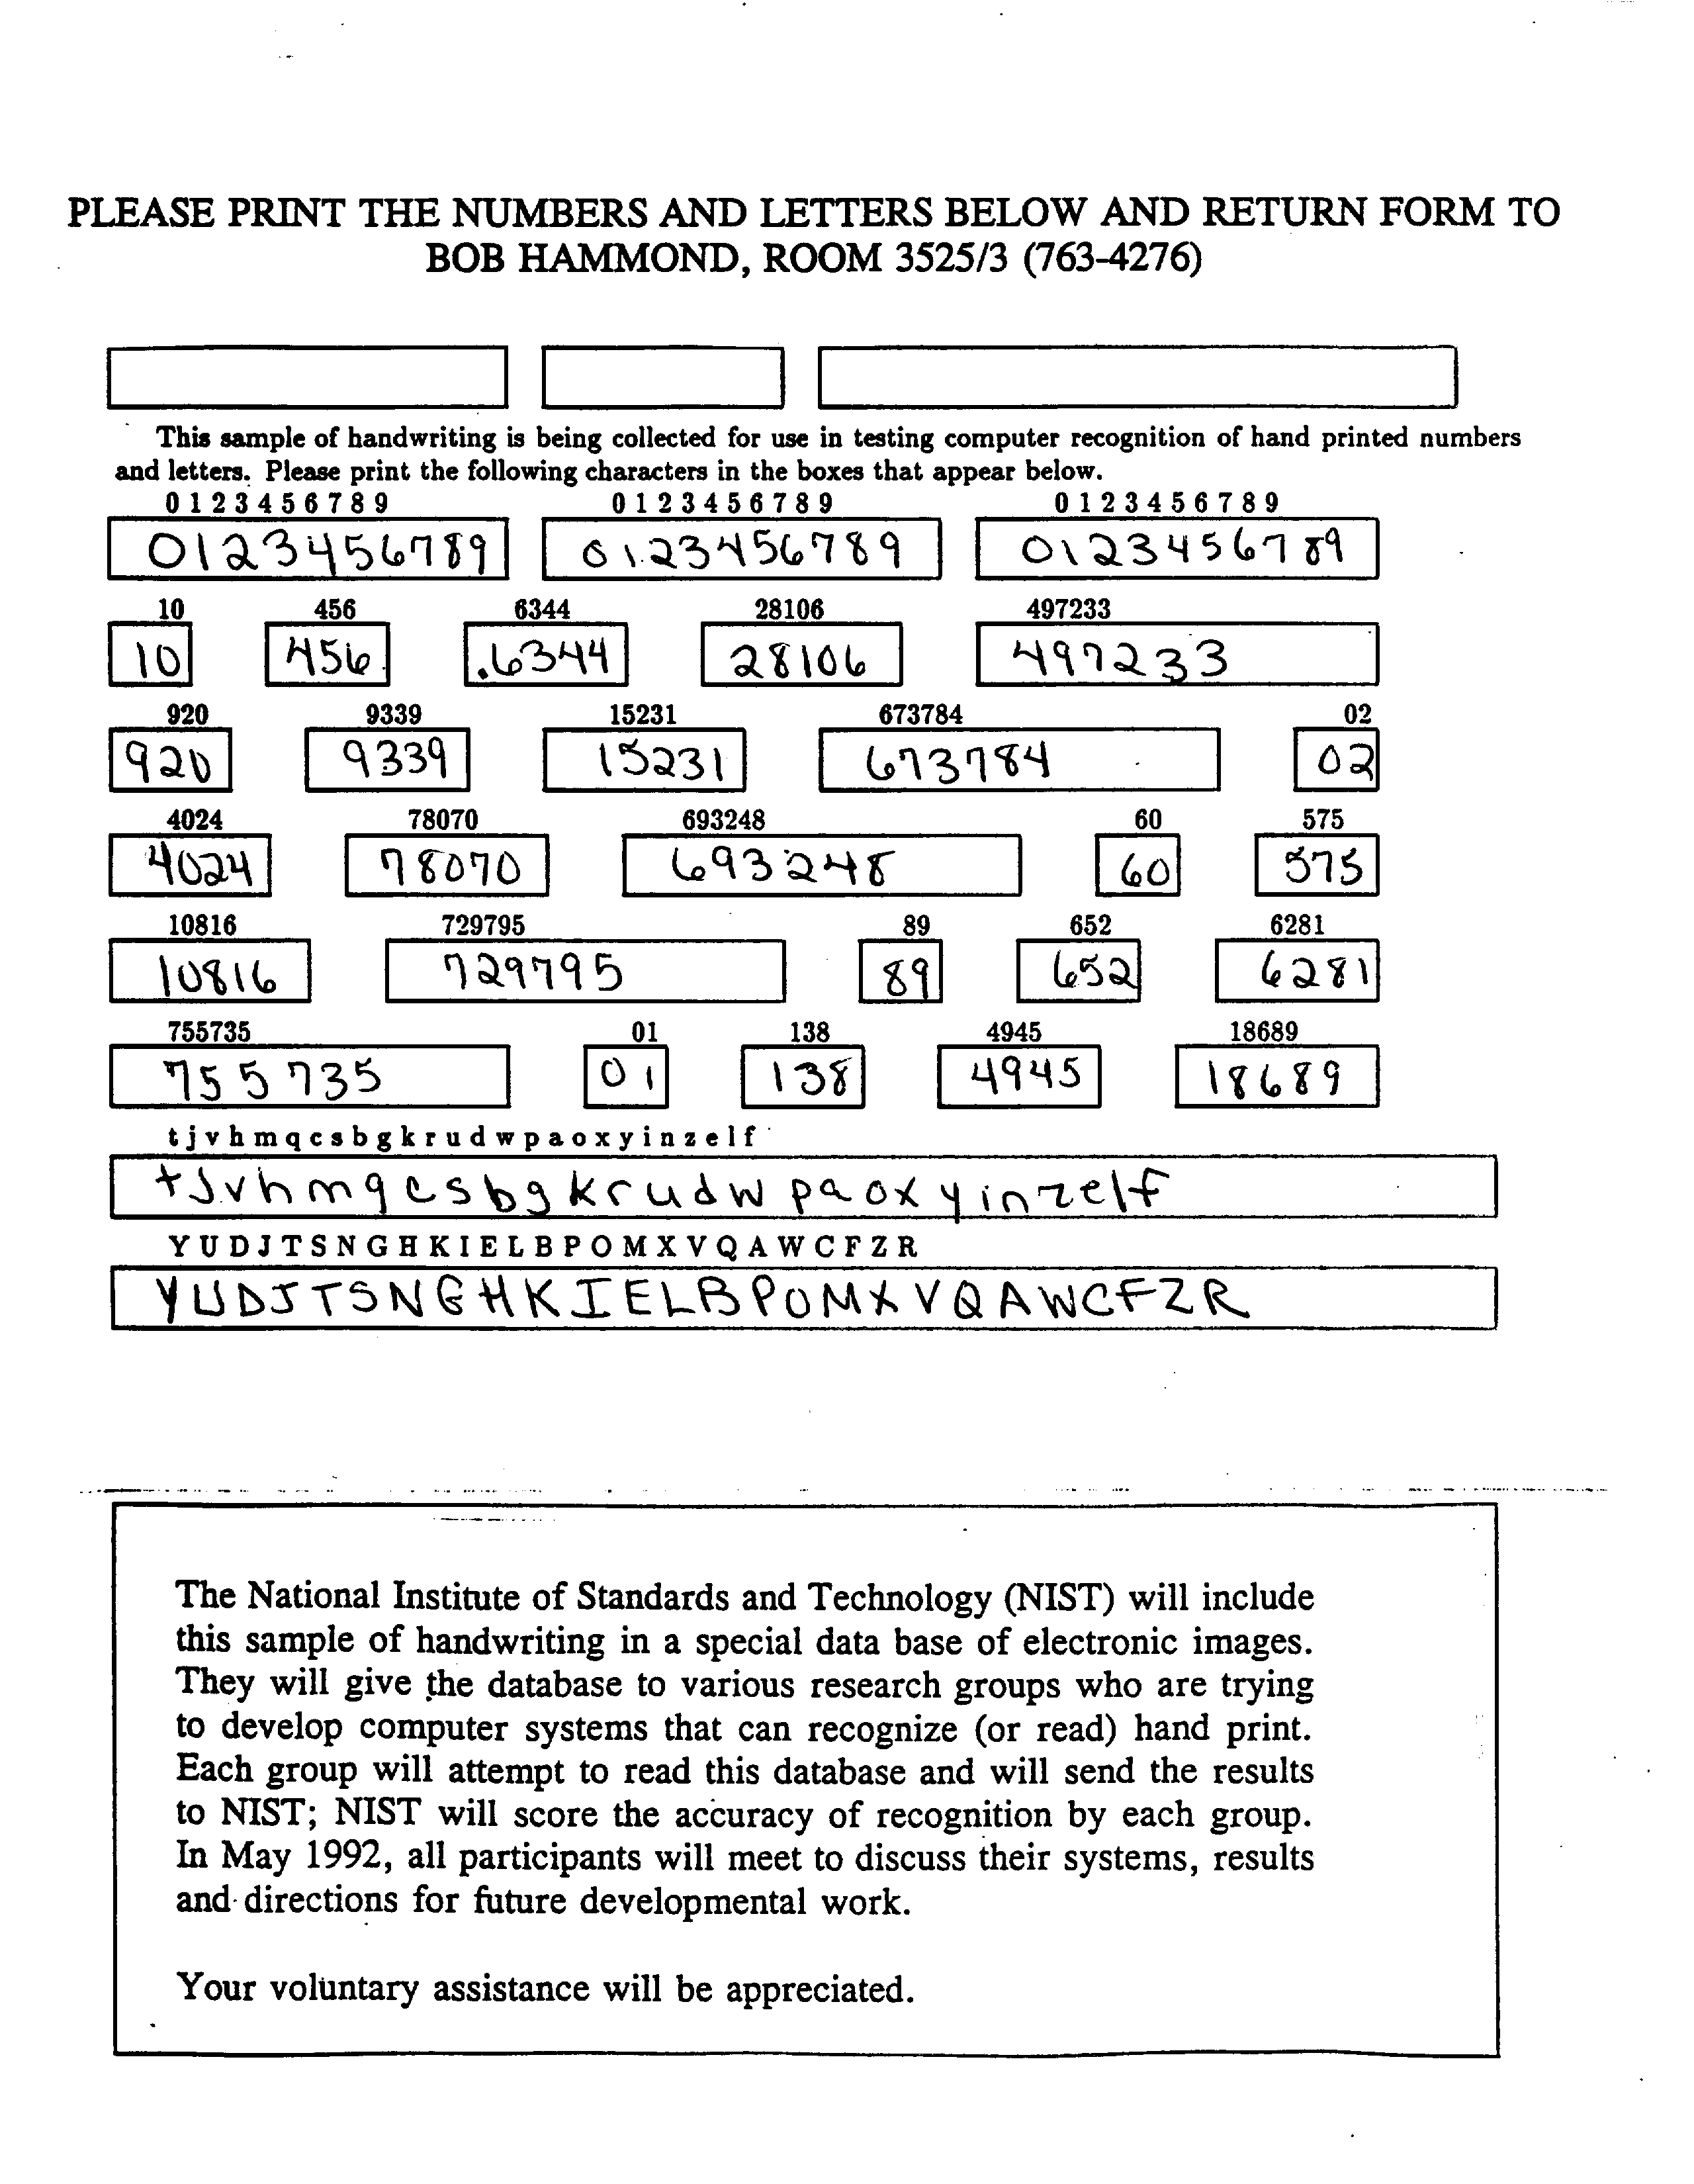 PLEASE PRINT THE NUMBERS AND LETTERS BELOW AND RETURN FORM TO
BOB HAMMOND, ROOM 3525/3 (763-4276)
This sample of handwriting is being collected for use in testing computer recognition of hand printed numbers
and letters. Please print the following characters in the boxes that appear below.
0 1 2 3 4 5 6 7 8 9 0 1 2 3 4 5 6 7 8 9 0 1 2 3 4 5 6 7 8 9
0123456789 0123456789 0123456789
10 456 6344 28106 497233
10 456 .6344 28106 497233
920 9339 15231 673784 02
920 9339 15231 673784 02
4024 78070 693248 60 575
4024 78070 693248 60 575
10816 729795 89 652 6281
10816 729795 89 652 6281
755735 01 138 4945 18689
755735 01 138 4945 18689
t j v h m q c s b g k r u d w p a o x y i n z e l f
t j v h m q c s b g k r u d w p a o x y i n z e l f
Y U D J T S N G H K I E L B P O M X V Q A W C F Z R
Y U D J T S N G H K I E L B P O M X V Q A W C F Z R
The National Institute of Standards and Technology (NIST) will include
this sample of handwriting in a special data base of electronic images.
They will give the database to various research groups who are trying
to develop computer systems that can recognize (or read) hand print.
Each group will attempt to read this database and will send the results
to NIST; NIST will score the accuracy of recognition by each group.
In May 1992, all participants will meet to discuss their systems, results
and directions for future developmental work.
Your voluntary assistance will be appreciated.